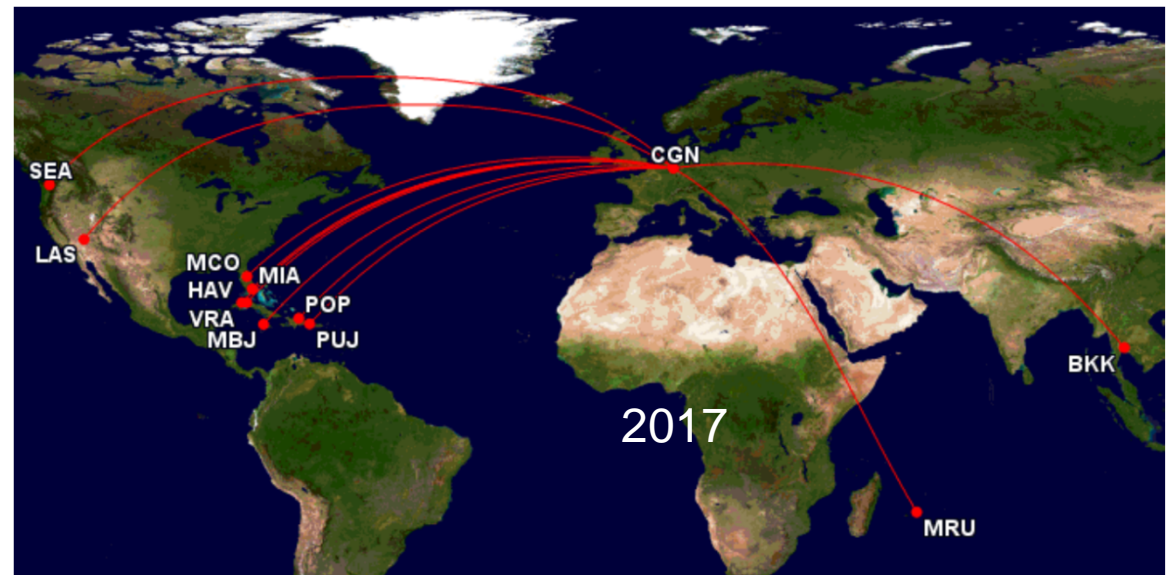 CGN
SEA
LAS
MCO
MIA
HAV
VRA
POP
MBJ
PUJ
BKK
2017
MRU